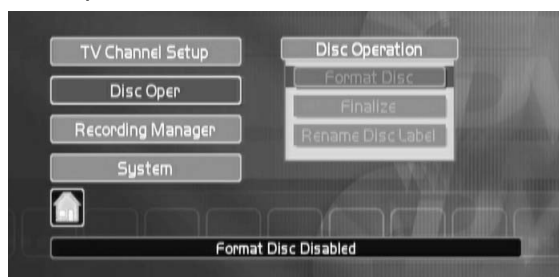 TV Channel Setup
Disc Oper
Recording Manager
System
Disc Operation
Format Disc
Finalize
Rename Disc Label
Format Disc Disabled